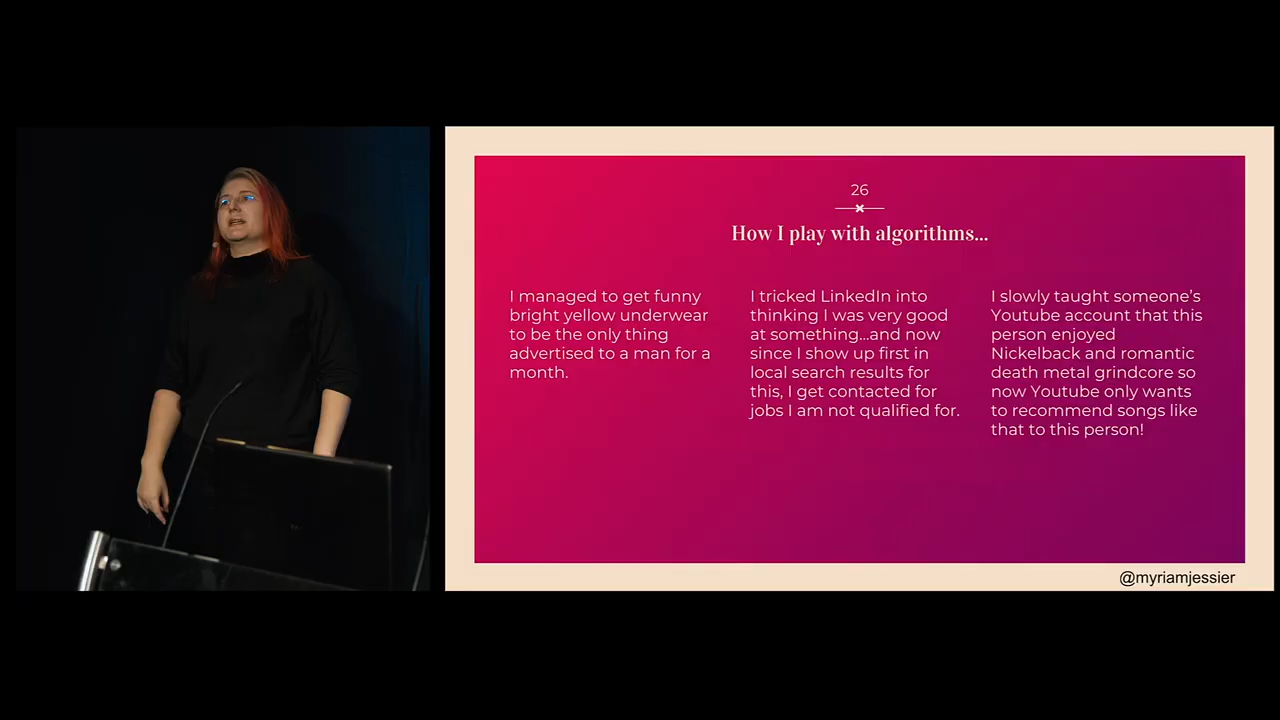 26
How I play with algorithms...
I managed to get funny
bright yellow underwear
to be the only thing
advertised to a man for a
month.
I tricked LinkedIn into
thinking I was very good
at something...and now
since I show up first in
local search results for
this, I get contacted for
jobs I am not qualified for.
I slowly taught someone’s
Youtube account that this
person enjoyed
Nickelback and romantic
death metal grindcore so
now Youtube only wants
to recommend songs like
that to this person!
@myriamjessier